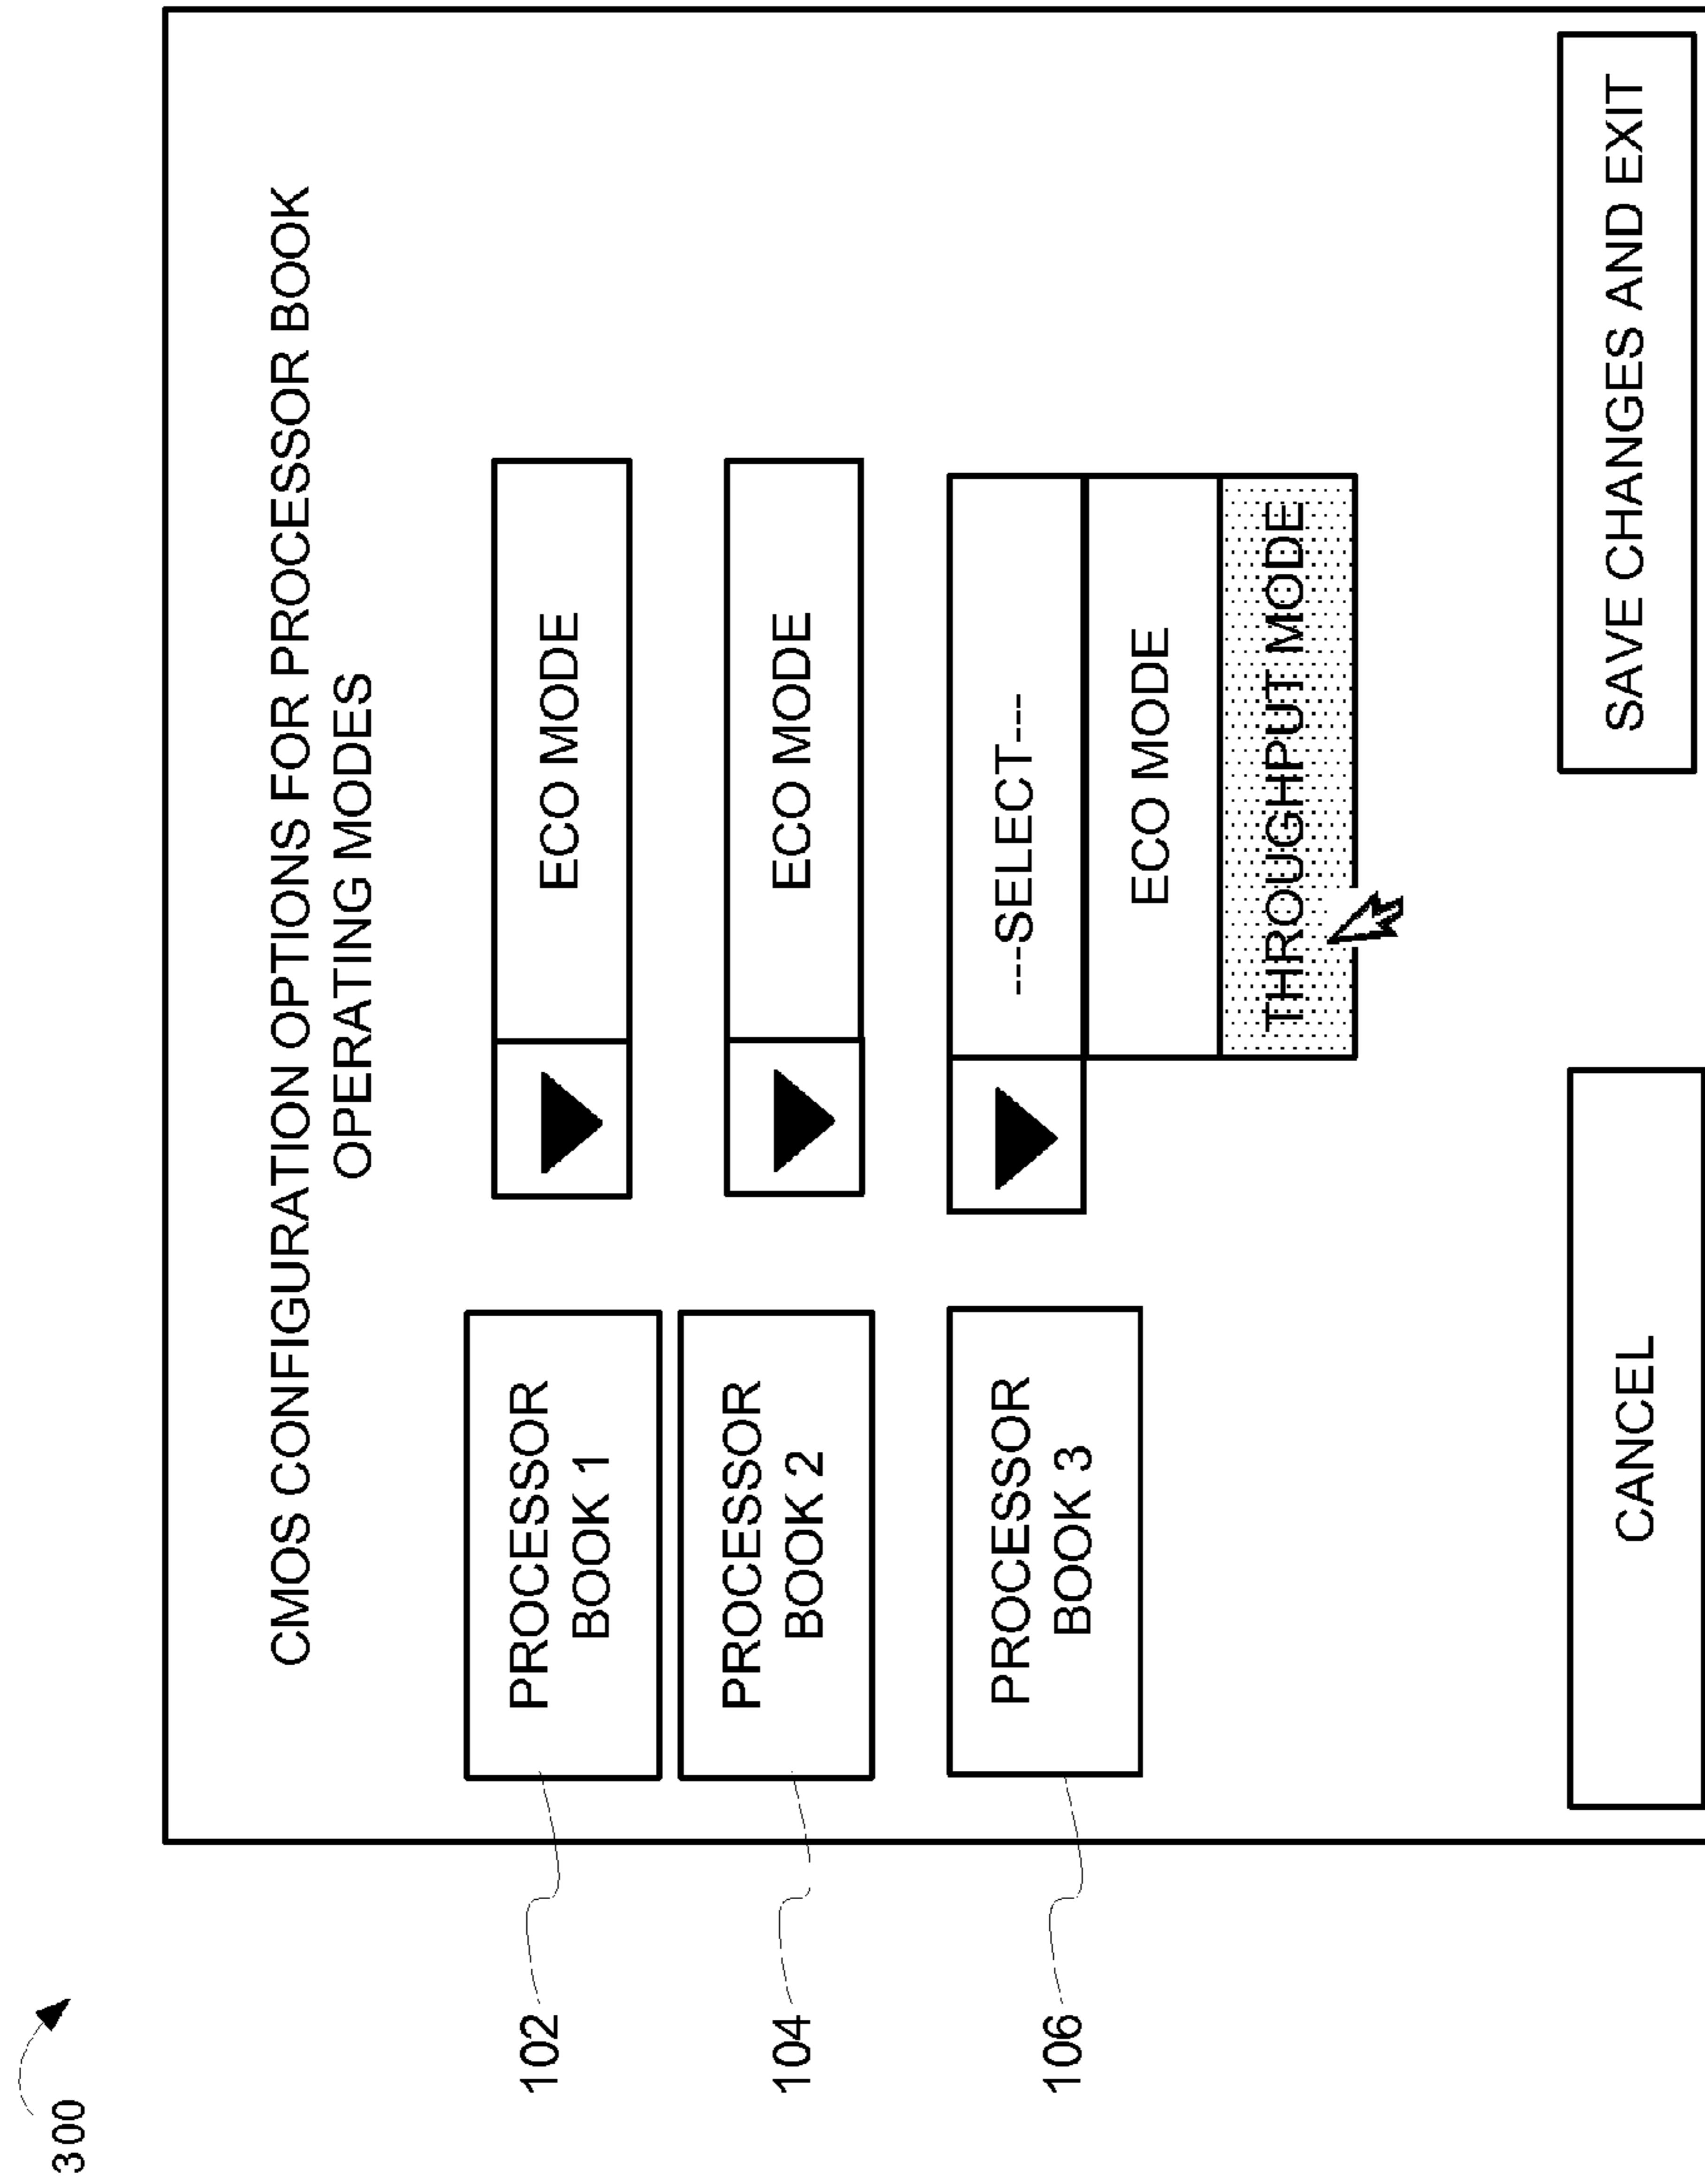 300
CMOS CONFIGURATION OPTIONS FOR PROCESSOR BOOK
OPERATING MODES
102
PROCESSOR
BOOK 1
ECO MODE
104
PROCESSOR
BOOK 2
ECO MODE
106
PROCESSOR
BOOK 3
----SELECT----
ECO MODE
THROUGHPUT MODE
CANCEL
SAVE CHANGES AND EXIT